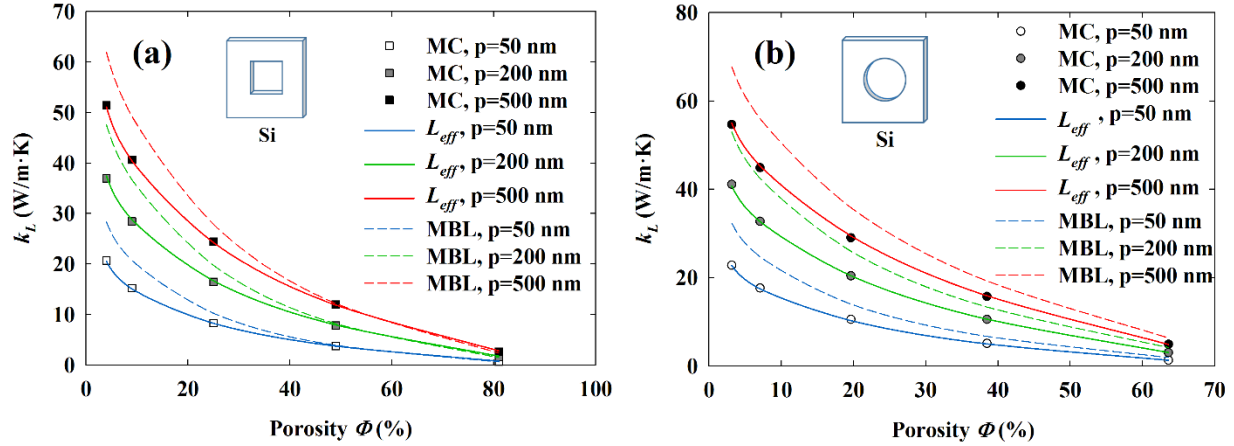 (a)
70
60
50
40
30
20
10
0
k_L (W/m·K)
0 20 40 60 80 100
Porosity Φ (%)
Si
MC, p=50 nm
MC, p=200 nm
MC, p=500 nm
L_eff, p=50 nm
L_eff, p=200 nm
L_eff, p=500 nm
MBL, p=50 nm
MBL, p=200 nm
MBL, p=500 nm
(b)
80
60
40
20
0
k_L (W/m·K)
0 10 20 30 40 50 60 70
Porosity Φ (%)
Si
MC, p=50 nm
MC, p=200 nm
MC, p=500 nm
L_eff , p=50 nm
L_eff, p=200 nm
L_eff, p=500 nm
MBL, p=50 nm
MBL, p=200 nm
MBL, p=500 nm